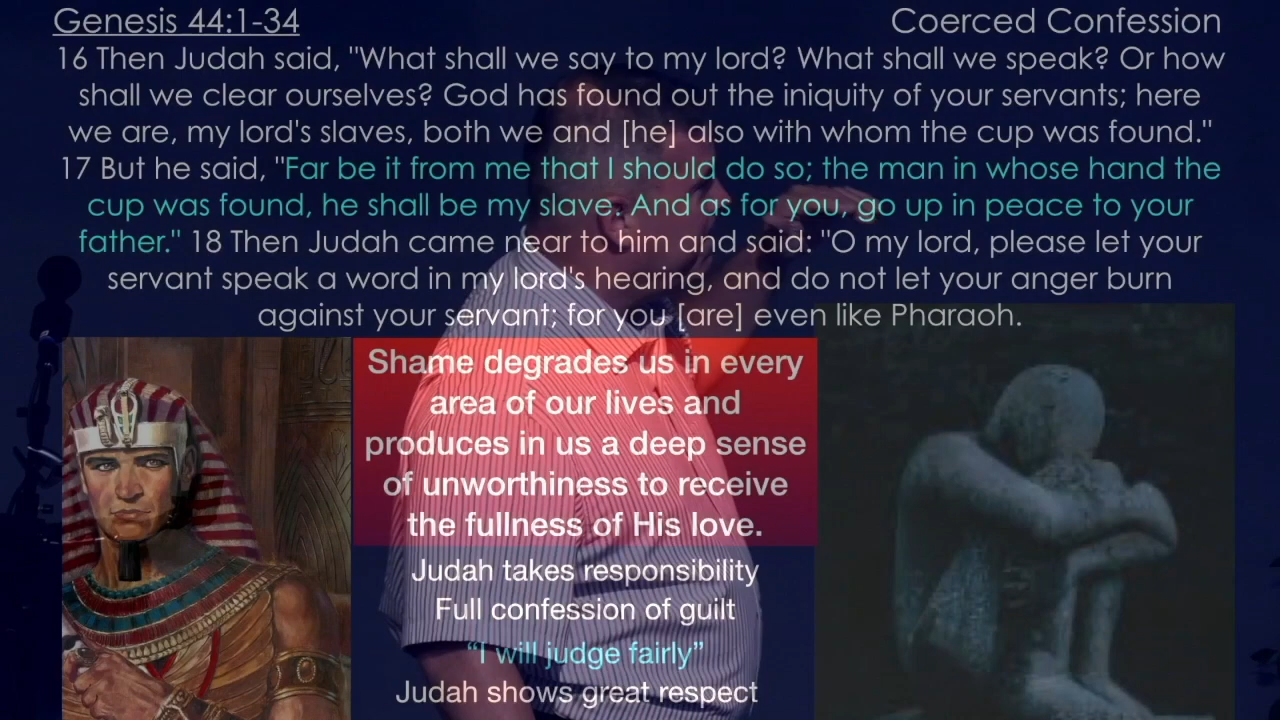 Genesis 44:1-34
Coerced Confession
16 Then Judah said, "What shall we say to my lord? What shall we speak? Or how
shall we clear ourselves? God has found out the iniquity of your servants; here
we are, my lord's slaves, both we and [he] also with whom the cup was found."
17 But he said, "Far be it from me that I should do so; the man in whose hand the
cup was found, he shall be my slave. And as for you, go up in peace to your
father." 18 Then Judah came near to him and said: "O my lord, please let your
servant speak a word in my lord's hearing, and do not let your anger burn
against your servant; for you [are] even like Pharaoh.
Shame degrades us in every
area of our lives and
produces in us a deep sense
of unworthiness to receive
the fullness of His love.
Judah takes responsibility
Full confession of guilt
“I will judge fairly”
Judah shows great respect